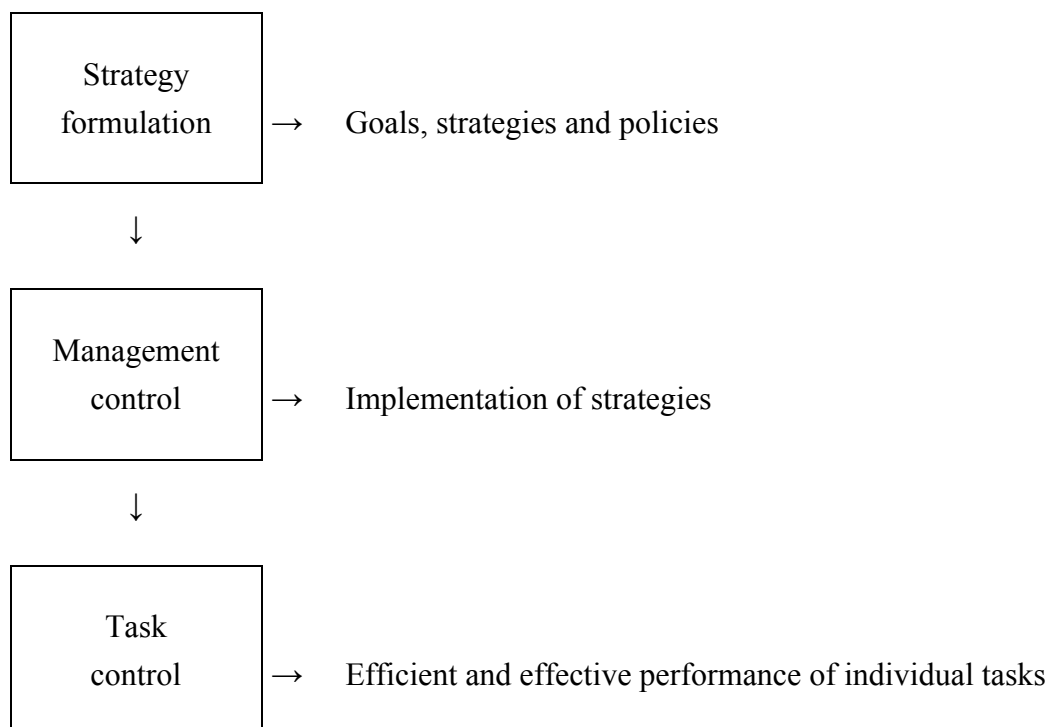 Strategy
formulation → Goals, strategies and policies
↓
Management
control → Implementation of strategies
↓
Task
control → Efficient and effective performance of individual tasks